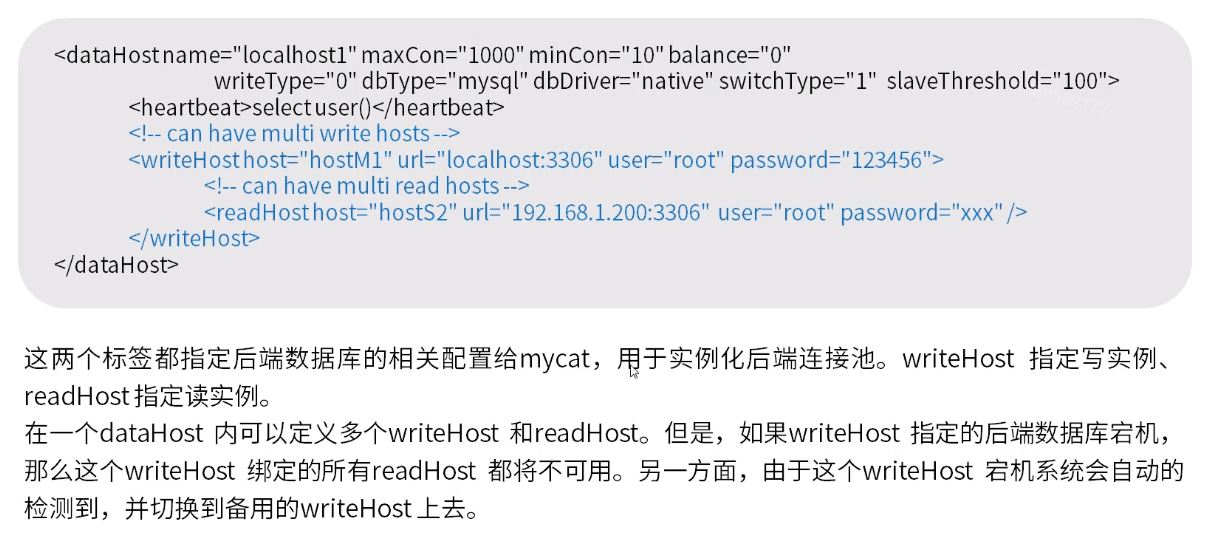 <dataHost name="localhost1" maxCon="1000" minCon="10" balance="0"
writeType="0" dbType="mysql" dbDriver="native" switchType="1" slaveThreshold="100">
<heartbeat>select user()</heartbeat>
<!-- can have multi write hosts -->
<writeHost host="hostM1" url="localhost:3306" user="root" password="123456">
<!-- can have multi read hosts -->
<readHost host="hostS2" url="192.168.1.200:3306" user="root" password="xxx" />
</writeHost>
</dataHost>
这两个标签都指定后端数据库的相关配置给mycat，用于实例化后端连接池。writeHost 指定写实例、
readHost 指定读实例。
在一个dataHost 内可以定义多个writeHost 和readHost。但是，如果writeHost 指定的后端数据库宕机，
那么这个writeHost 绑定的所有readHost 都将不可用。另一方面，由于这个writeHost 宕机系统会自动的
检测到，并切换到备用的writeHost 上去。